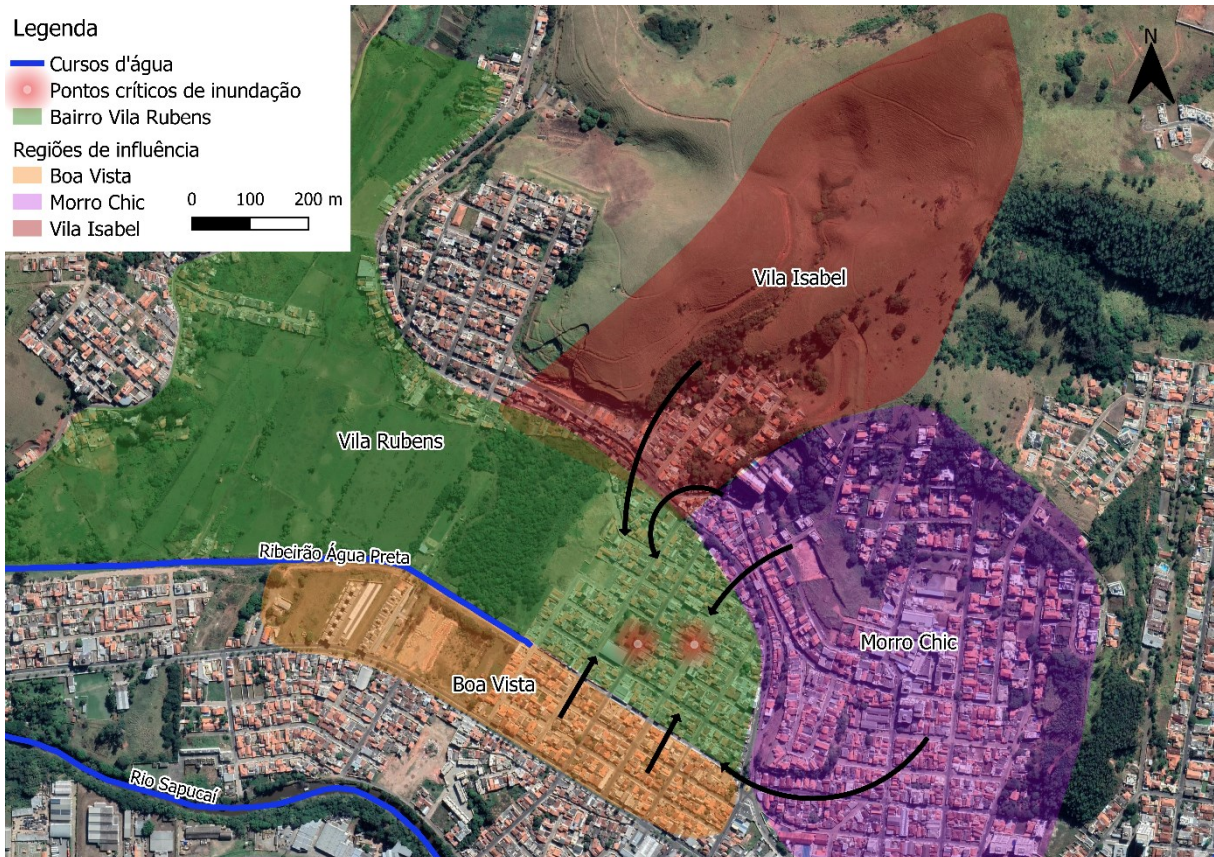 Legenda
Cursos d'água
Pontos críticos de inundação
Bairro Vila Rubens
Regiões de influência
Boa Vista
Morro Chic
Vila Isabel
0 100 200 m
N
Vila Isabel
Vila Rubens
Ribeirão Água Preta
Morro Chic
Boa Vista
Rio Sapucaí